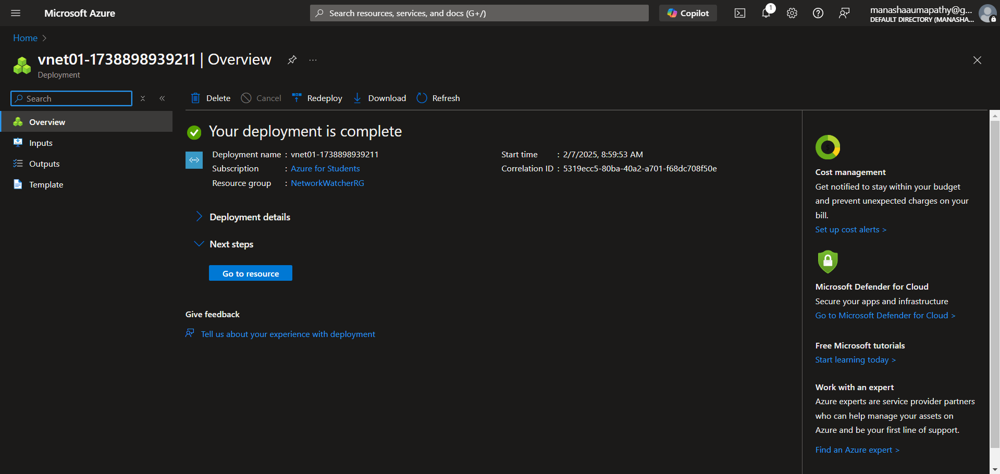 Microsoft Azure
Search resources, services, and docs (G+/)
Copilot
1
manashaaumapathy@g...
DEFAULT DIRECTORY (MANASHA...
Home
vnet01-1738898939211 | Overview
Deployment
Search
Delete
Cancel
Redeploy
Download
Refresh
Overview
Inputs
Outputs
Template
Your deployment is complete
Deployment name : vnet01-1738898939211
Subscription : Azure for Students
Resource group : NetworkWatcherRG
Start time : 2/7/2025, 8:59:53 AM
Correlation ID : 5319ecc5-80ba-40a2-a701-f68dc708f50e
Deployment details
Next steps
Go to resource
Give feedback
Tell us about your experience with deployment
Cost management
Get notified to stay within your budget
and prevent unexpected charges on your
bill.
Set up cost alerts >
Microsoft Defender for Cloud
Secure your apps and infrastructure
Go to Microsoft Defender for Cloud >
Free Microsoft tutorials
Start learning today >
Work with an expert
Azure experts are service provider partners
who can help manage your assets on
Azure and be your first line of support.
Find an Azure expert >